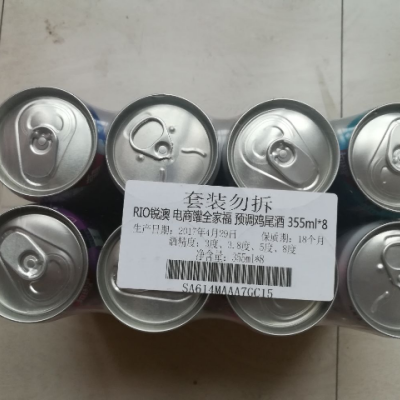 套装勿拆
RIO锐澳 电商罐全家福 预调鸡尾酒 355ml*8
生产日期：2017年4月29日 保质期：18个月
酒精度：3度、3.8度、5度、8度
净含量：355ml*8
SA614MAAA7GC15